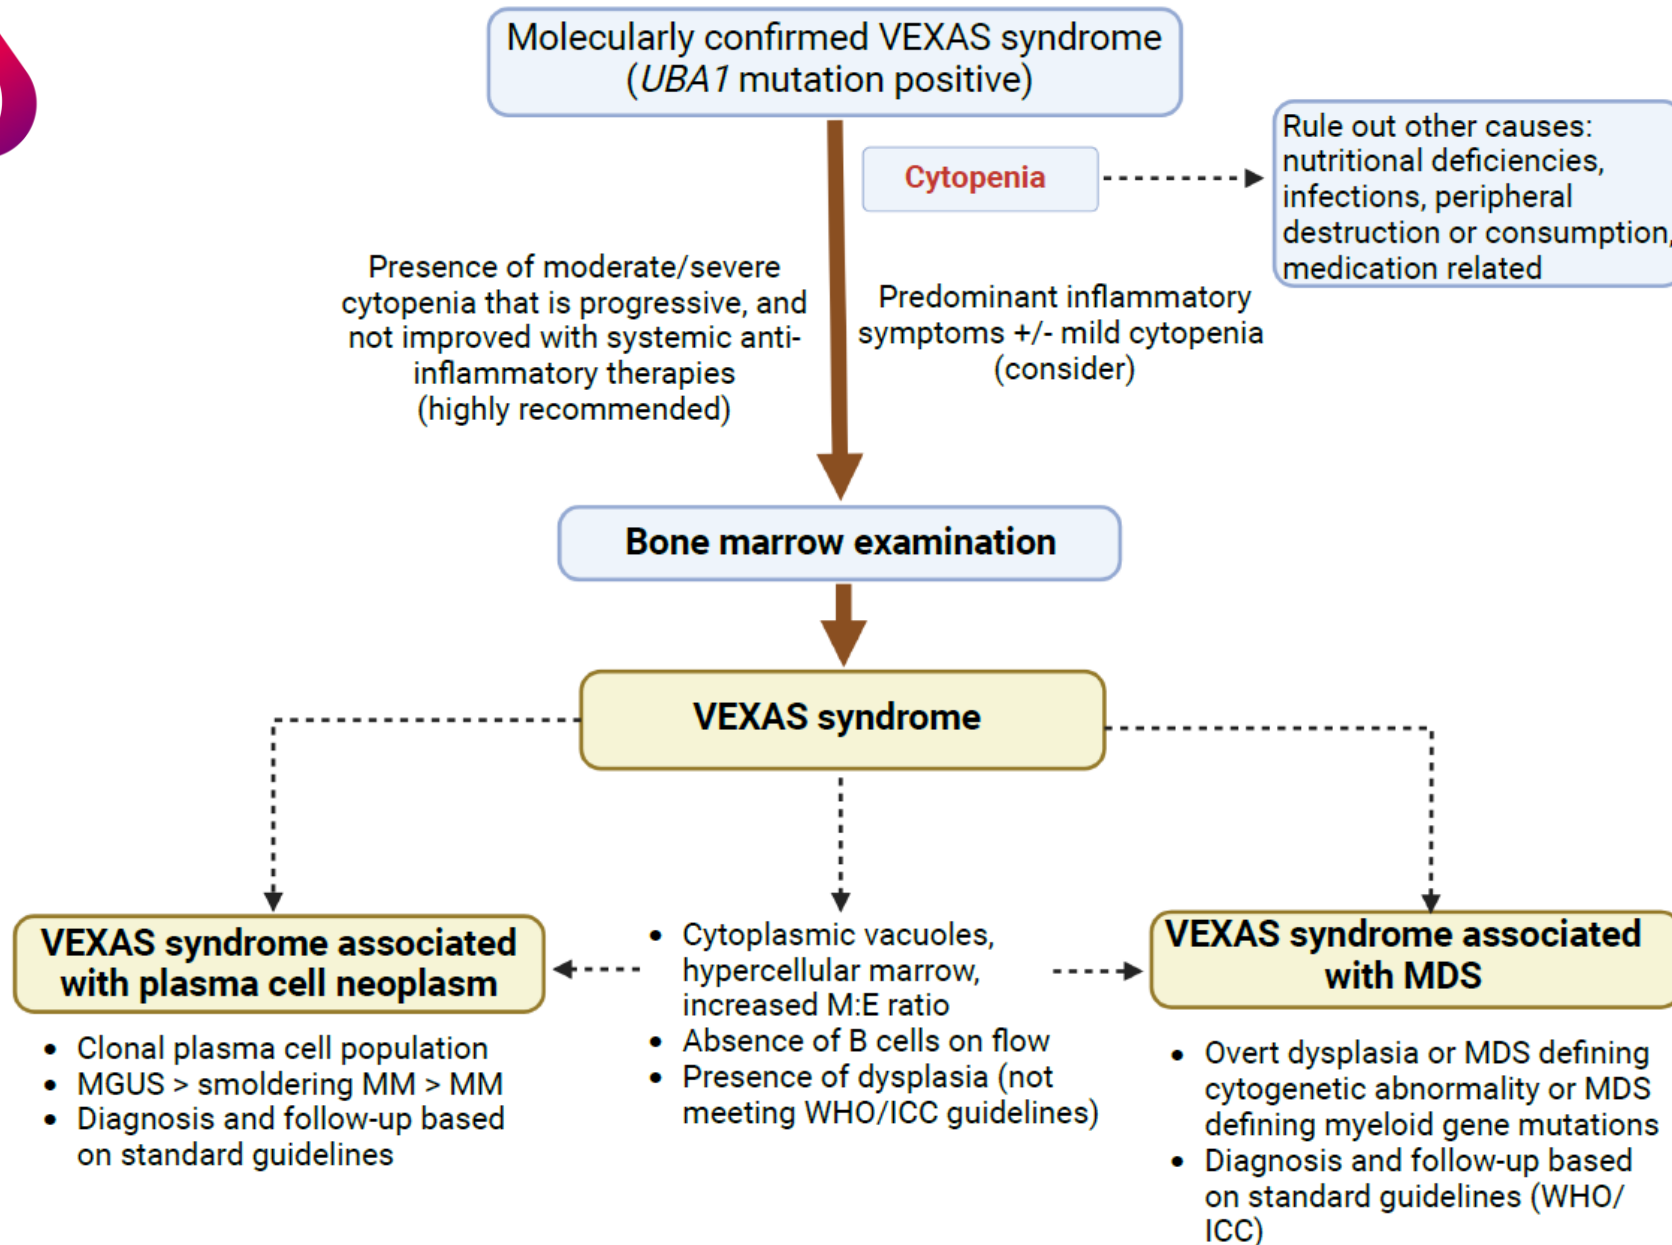 Molecularly confirmed VEXAS syndrome
(UBA1 mutation positive)
Cytopenia
Rule out other causes:
nutritional deficiencies,
infections, peripheral
destruction or consumption,
medication related
Presence of moderate/severe
cytopenia that is progressive, and
not improved with systemic anti-
inflammatory therapies
(highly recommended)
Predominant inflammatory
symptoms +/- mild cytopenia
(consider)
Bone marrow examination
VEXAS syndrome
VEXAS syndrome associated
with plasma cell neoplasm
• Clonal plasma cell population
• MGUS > smoldering MM > MM
• Diagnosis and follow-up based
on standard guidelines
• Cytoplasmic vacuoles,
hypercellular marrow,
increased M:E ratio
• Absence of B cells on flow
• Presence of dysplasia (not
meeting WHO/ICC guidelines)
VEXAS syndrome associated
with MDS
• Overt dysplasia or MDS defining
cytogenetic abnormality or MDS
defining myeloid gene mutations
• Diagnosis and follow-up based
on standard guidelines (WHO/
ICC)